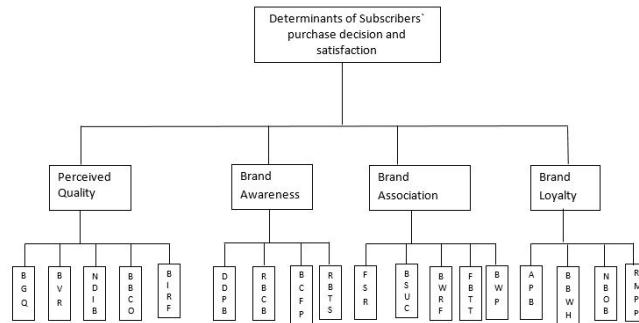 Determinants of Subscribers`
purchase decision and
satisfaction
Perceived
Quality
Brand
Awareness
Brand
Association
Brand
Loyalty
BGQ
BVR
NDIB
BBCO
BIRF
DDPB
RBCB
BCFP
RBTS
FSR
BSUC
BWRF
FBTT
BWP
APB
BBWH
NBOB
RMPP